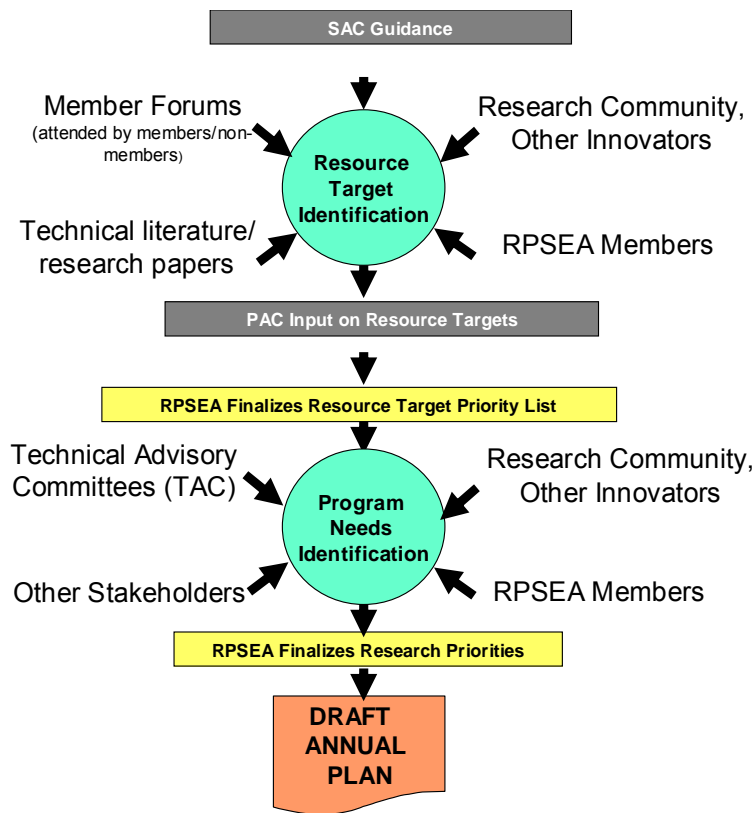 SAC Guidance
Member Forums
(attended by members/non-
members)
Research Community,
Other Innovators
Resource
Target
Identification
Technical literature/
research papers
RPSEA Members
PAC Input on Resource Targets
RPSEA Finalizes Resource Target Priority List
Technical Advisory
Committees (TAC)
Research Community,
Other Innovators
Program
Needs
Identification
Other Stakeholders
RPSEA Members
RPSEA Finalizes Research Priorities
DRAFT
ANNUAL
PLAN